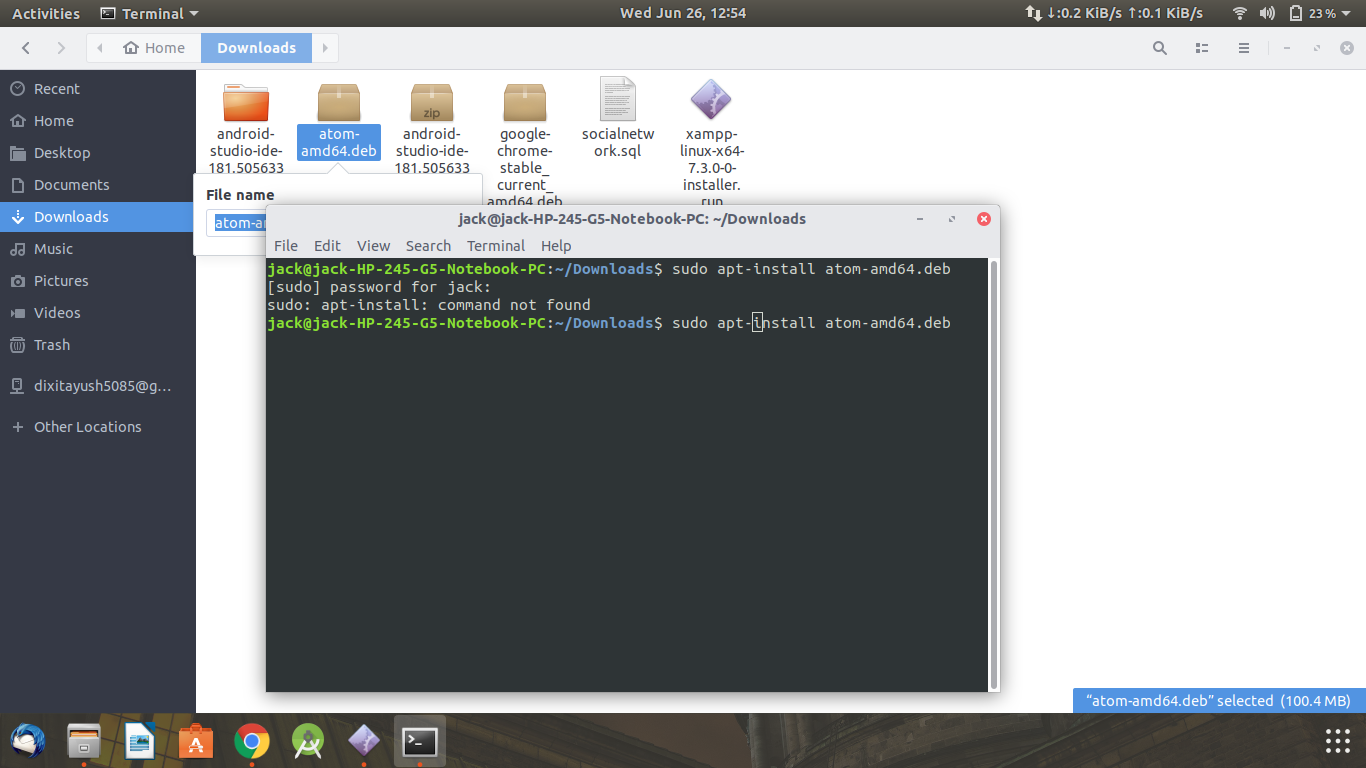 Activities
Terminal
Wed Jun 26, 12:54
↓:0.2 KiB/s ↑:0.1 KiB/s
23 %
Home
Downloads
Recent
Home
Desktop
Documents
Downloads
Music
Pictures
Videos
Trash
dixitayush5085@g…
Other Locations
android-
studio-ide-
181.505633
atom-
amd64.deb
zip
android-
studio-ide-
181.505633
google-
chrome-
stable_
current_
amd64.deb
socialnetw
ork.sql
xampp-
linux-x64-
7.3.0-0-
installer.
run
File name
atom-a
jack@jack-HP-245-G5-Notebook-PC: ~/Downloads
File Edit View Search Terminal Help
jack@jack-HP-245-G5-Notebook-PC:~/Downloads$ sudo apt-install atom-amd64.deb
[sudo] password for jack:
sudo: apt-install: command not found
jack@jack-HP-245-G5-Notebook-PC:~/Downloads$ sudo apt-install atom-amd64.deb
“atom-amd64.deb” selected (100.4 MB)